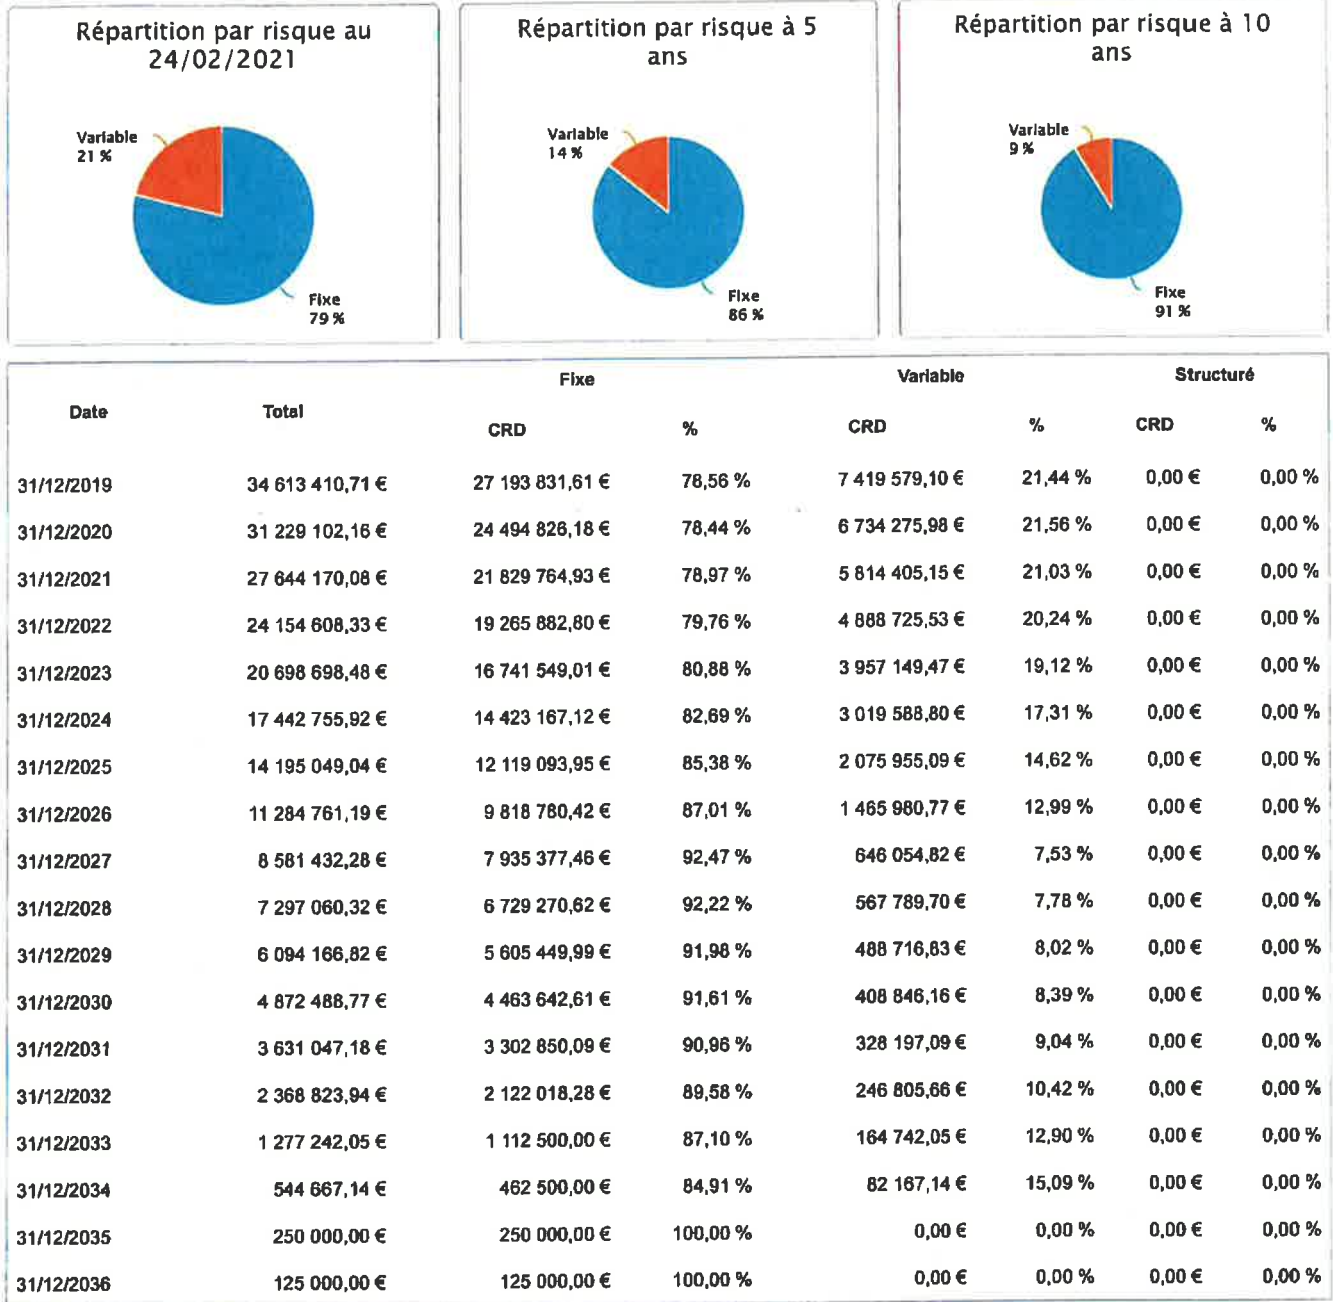 Répartition par risque au
24/02/2021
Variable
21 %
Fixe
79 %
Répartition par risque à 5
ans
Variable
14 %
Fixe
86 %
Répartition par risque à 10
ans
Variable
9 %
Fixe
91 %
Fixe Variable Structuré
Date Total CRD % CRD % CRD %
31/12/2019 34 613 410,71 € 27 193 831,61 € 78,56 % 7 419 579,10 € 21,44 % 0,00 € 0,00 %
31/12/2020 31 229 102,16 € 24 494 826,18 € 78,44 % 6 734 275,98 € 21,56 % 0,00 € 0,00 %
31/12/2021 27 644 170,08 € 21 829 764,93 € 78,97 % 5 814 405,15 € 21,03 % 0,00 € 0,00 %
31/12/2022 24 154 608,33 € 19 265 882,80 € 79,76 % 4 888 725,53 € 20,24 % 0,00 € 0,00 %
31/12/2023 20 698 698,48 € 16 741 549,01 € 80,88 % 3 957 149,47 € 19,12 % 0,00 € 0,00 %
31/12/2024 17 442 755,92 € 14 423 167,12 € 82,69 % 3 019 588,80 € 17,31 % 0,00 € 0,00 %
31/12/2025 14 195 049,04 € 12 119 093,95 € 85,38 % 2 075 955,09 € 14,62 % 0,00 € 0,00 %
31/12/2026 11 284 761,19 € 9 818 780,42 € 87,01 % 1 465 980,77 € 12,99 % 0,00 € 0,00 %
31/12/2027 8 581 432,28 € 7 935 377,46 € 92,47 % 646 054,82 € 7,53 % 0,00 € 0,00 %
31/12/2028 7 297 060,32 € 6 729 270,62 € 92,22 % 567 789,70 € 7,78 % 0,00 € 0,00 %
31/12/2029 6 094 166,82 € 5 605 449,99 € 91,98 % 488 716,83 € 8,02 % 0,00 € 0,00 %
31/12/2030 4 872 488,77 € 4 463 642,61 € 91,61 % 408 846,16 € 8,39 % 0,00 € 0,00 %
31/12/2031 3 631 047,18 € 3 302 850,09 € 90,96 % 328 197,09 € 9,04 % 0,00 € 0,00 %
31/12/2032 2 368 823,94 € 2 122 018,28 € 89,58 % 246 805,66 € 10,42 % 0,00 € 0,00 %
31/12/2033 1 277 242,05 € 1 112 500,00 € 87,10 % 164 742,05 € 12,90 % 0,00 € 0,00 %
31/12/2034 544 667,14 € 462 500,00 € 84,91 % 82 167,14 € 15,09 % 0,00 € 0,00 %
31/12/2035 250 000,00 € 250 000,00 € 100,00 % 0,00 € 0,00 % 0,00 € 0,00 %
31/12/2036 125 000,00 € 125 000,00 € 100,00 % 0,00 € 0,00 % 0,00 € 0,00 %